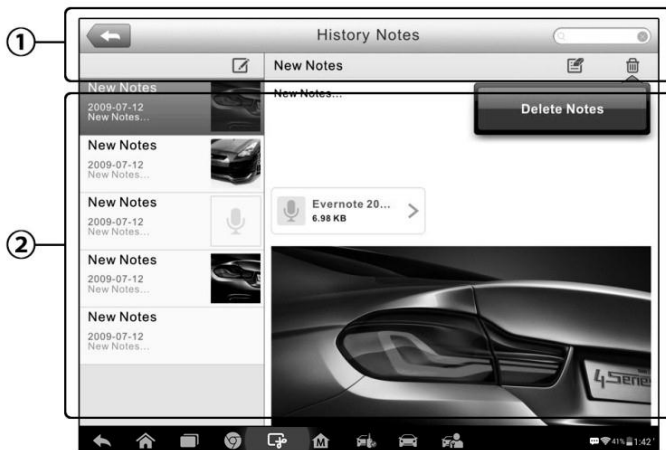 ①
History Notes
New Notes
②
New Notes
2009-07-12
New Notes...
New Notes
2009-07-12
New Notes...
New Notes
2009-07-12
New Notes...
New Notes
2009-07-12
New Notes...
New Notes
2009-07-12
New Notes...
New Notes...
Delete Notes
Evernote 20...
6.98 KB
4Series
M
41% 1:42